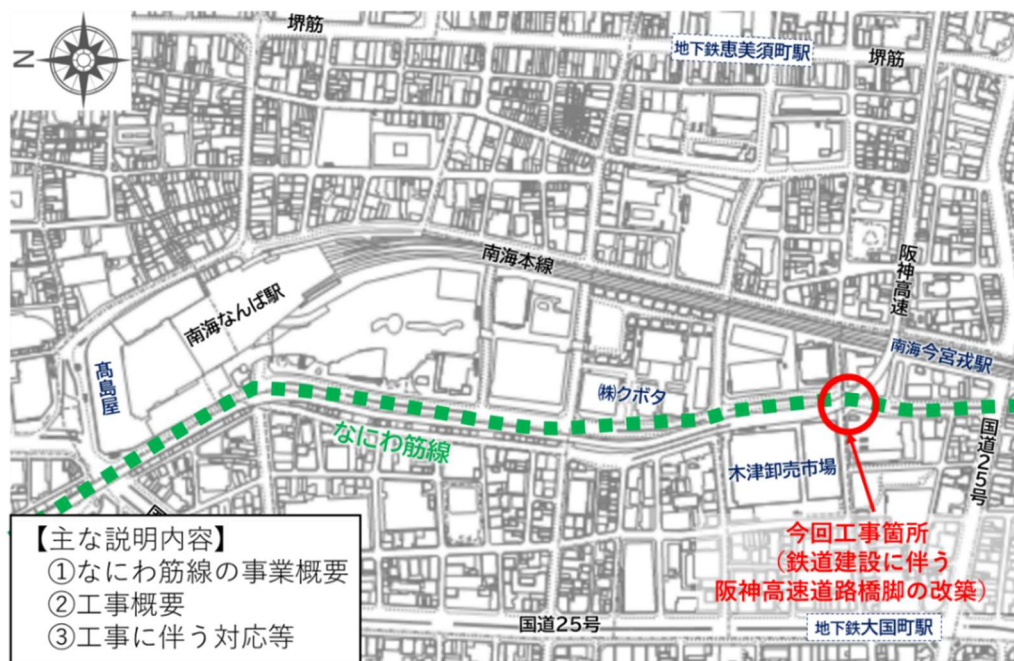 堺筋
地下鉄恵美須町駅
堺筋
N
阪神高速
南海本線
南海なんば駅
南海今宮戎駅
髙島屋
㈱クボタ
なにわ筋線
木津卸売市場
国道25号
今回工事箇所
(鉄道建設に伴う
阪神高速道路橋脚の改築)
【主な説明内容】
①なにわ筋線の事業概要
②工事概要
③工事に伴う対応等
国道25号
地下鉄大国町駅